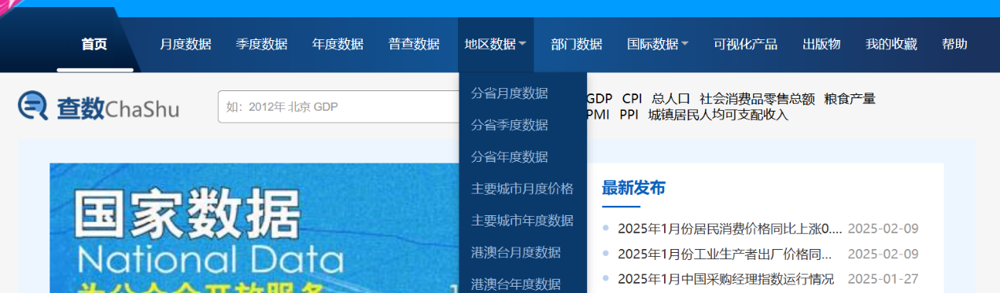 首页 月度数据 季度数据 年度数据 普查数据 地区数据 部门数据 国际数据 可视化产品 出版物 我的收藏 帮助
分省月度数据
分省季度数据
分省年度数据
主要城市月度价格
主要城市年度数据
港澳台月度数据
港澳台年度数据
查数ChaShu
如：2012年 北京 GDP
GDP CPI 总人口 社会消费品零售总额 粮食产量
PMI PPI 城镇居民人均可支配收入
国家数据
National Data
为公众开放服务
最新发布
2025年1月份居民消费价格同比上涨0.... 2025-02-09
2025年1月份工业生产者出厂价格同... 2025-02-09
2025年1月中国采购经理指数运行情况 2025-01-27